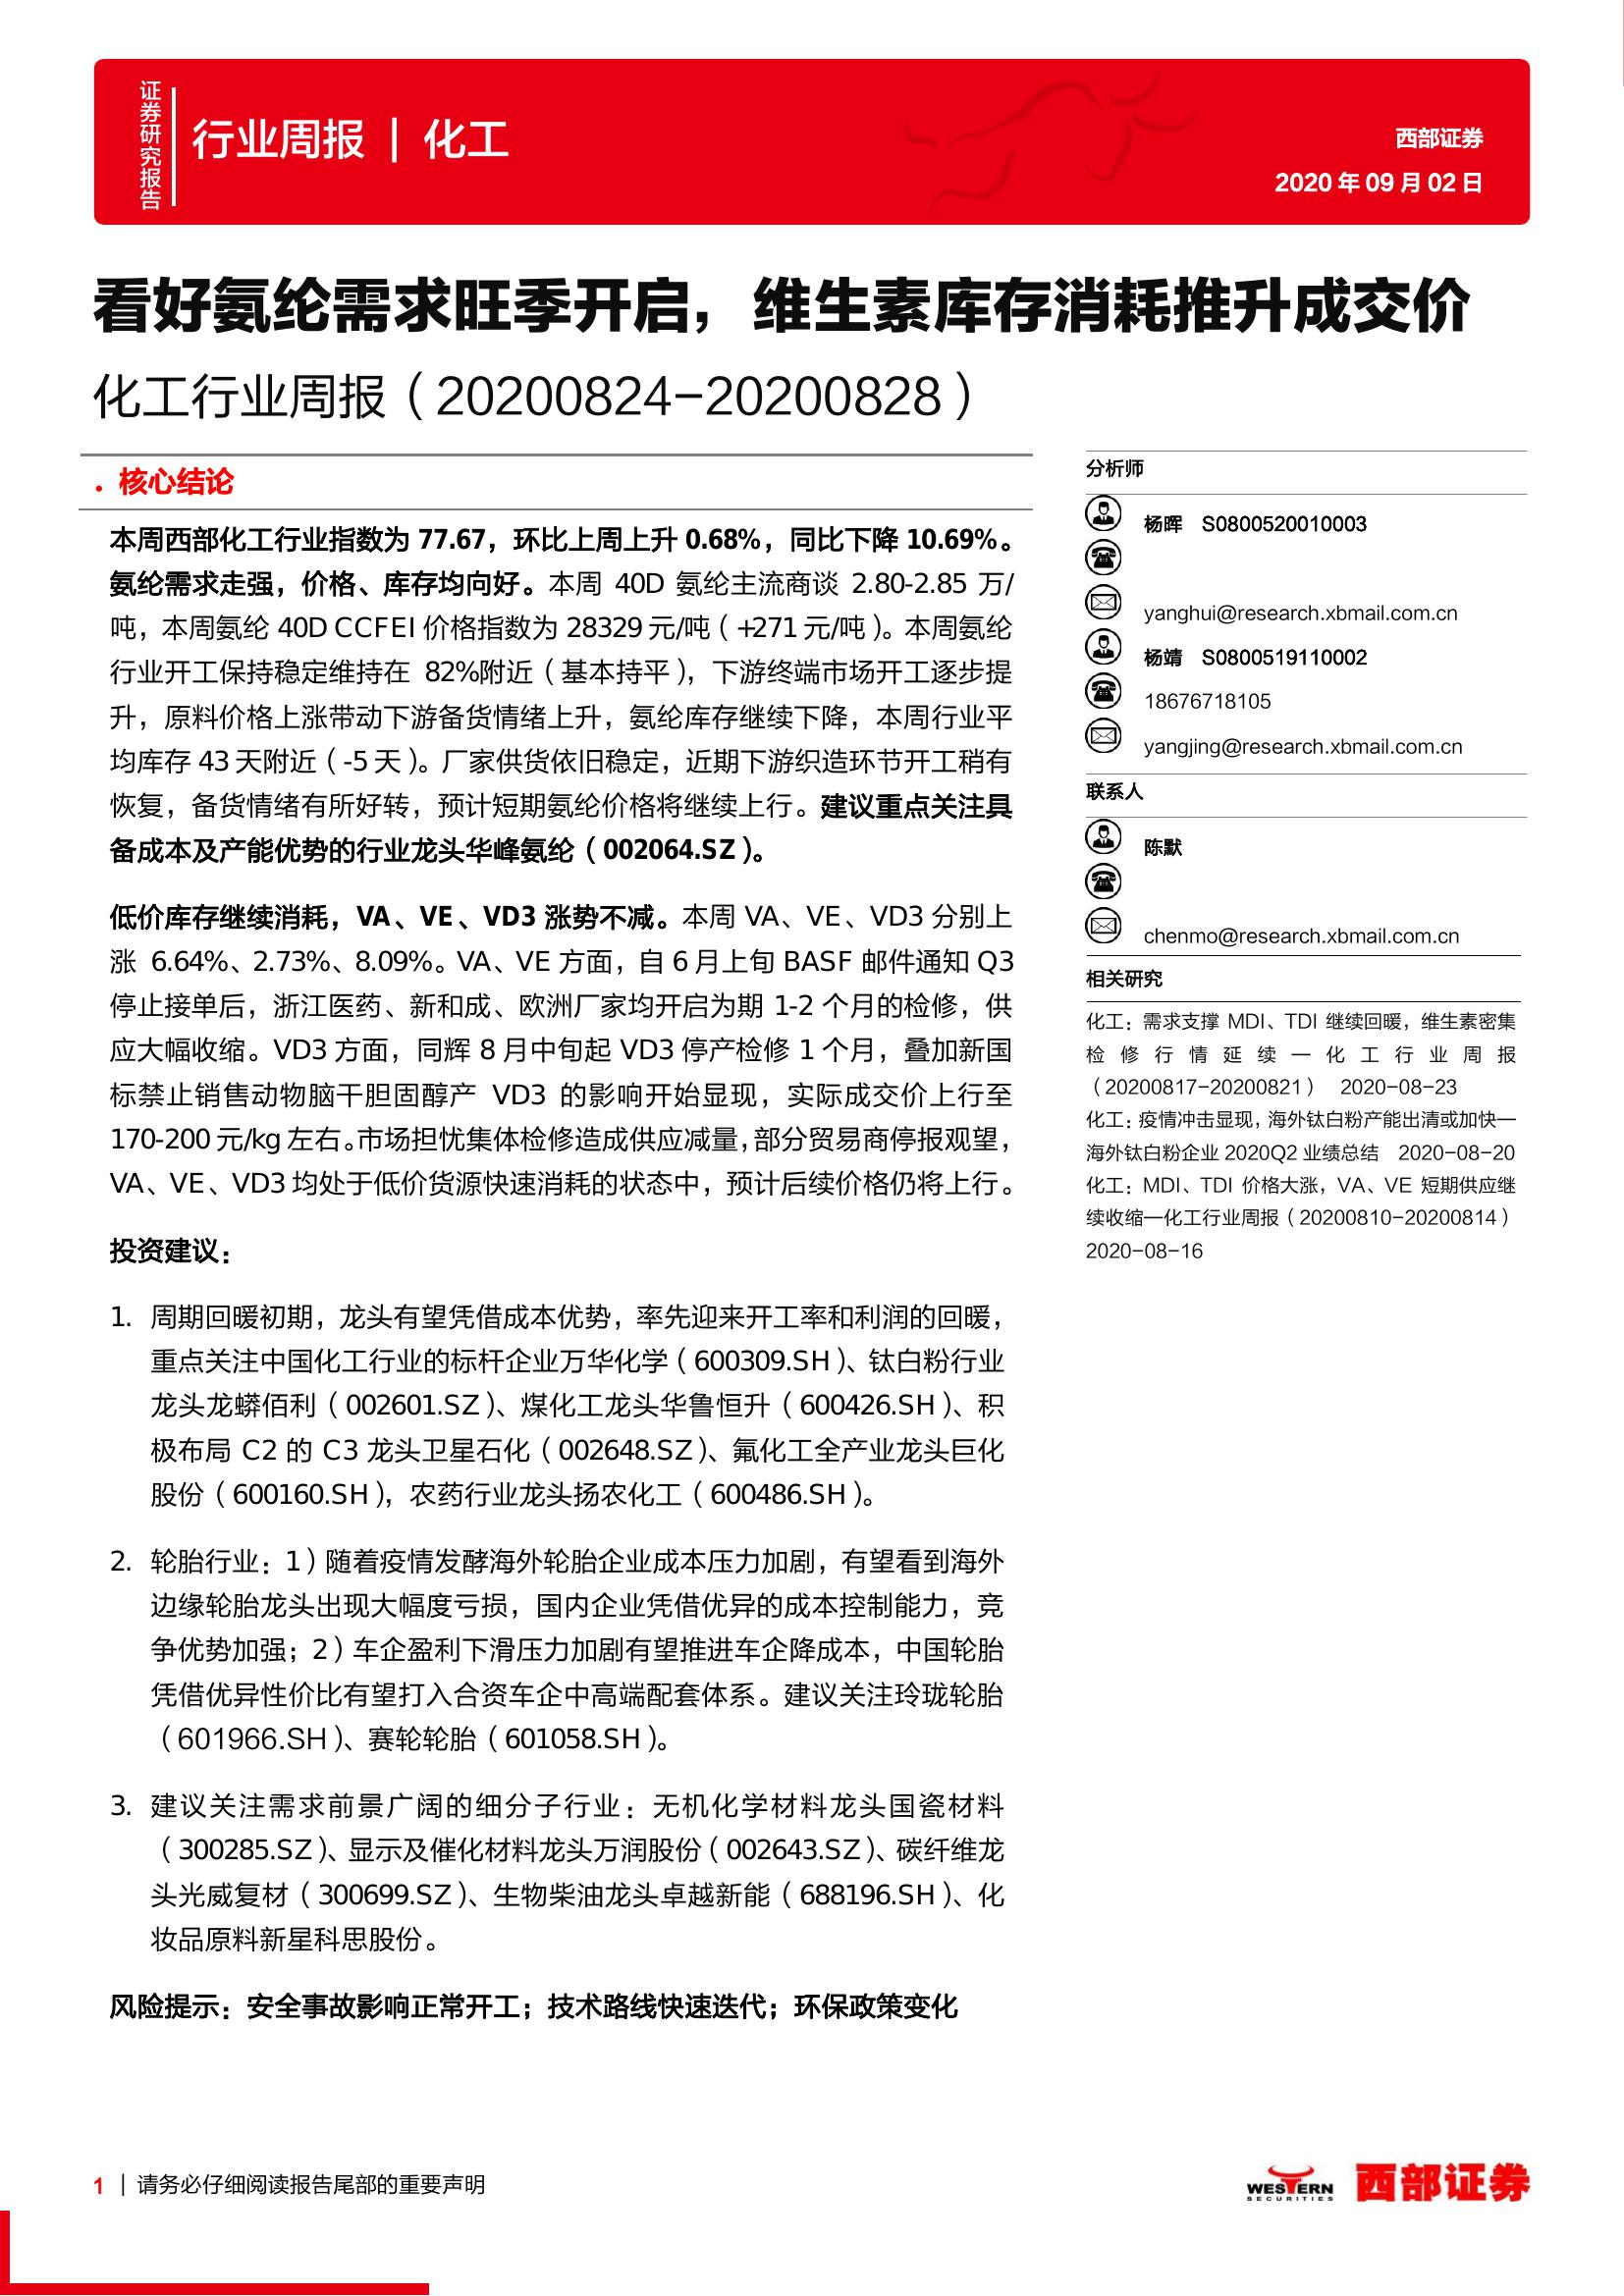 证券研究报告
行业周报 | 化工
西部证券
2020 年 09 月 02 日
看好氨纶需求旺季开启，维生素库存消耗推升成交价
化工行业周报（20200824-20200828）
. 核心结论
本周西部化工行业指数为 77.67，环比上周上升 0.68%，同比下降 10.69%。
氨纶需求走强，价格、库存均向好。本周 40D 氨纶主流商谈 2.80-2.85 万/
吨，本周氨纶 40D CCFEI 价格指数为 28329 元/吨（+271 元/吨）。本周氨纶
行业开工保持稳定维持在 82%附近（基本持平），下游终端市场开工逐步提
升，原料价格上涨带动下游备货情绪上升，氨纶库存继续下降，本周行业平
均库存 43 天附近（-5 天）。厂家供货依旧稳定，近期下游织造环节开工稍有
恢复，备货情绪有所好转，预计短期氨纶价格将继续上行。建议重点关注具
备成本及产能优势的行业龙头华峰氨纶（002064.SZ）。
低价库存继续消耗，VA、VE、VD3 涨势不减。本周 VA、VE、VD3 分别上
涨 6.64%、2.73%、8.09%。VA、VE 方面，自 6 月上旬 BASF 邮件通知 Q3
停止接单后，浙江医药、新和成、欧洲厂家均开启为期 1-2 个月的检修，供
应大幅收缩。VD3 方面，同辉 8 月中旬起 VD3 停产检修 1 个月，叠加新国
标禁止销售动物脑干胆固醇产 VD3 的影响开始显现，实际成交价上行至
170-200 元/kg 左右。市场担忧集体检修造成供应减量，部分贸易商停报观望，
VA、VE、VD3 均处于低价货源快速消耗的状态中，预计后续价格仍将上行。
投资建议：
1. 周期回暖初期，龙头有望凭借成本优势，率先迎来开工率和利润的回暖，
重点关注中国化工行业的标杆企业万华化学（600309.SH）、钛白粉行业
龙头龙蟒佰利（002601.SZ）、煤化工龙头华鲁恒升（600426.SH）、积
极布局 C2 的 C3 龙头卫星石化（002648.SZ）、氟化工全产业龙头巨化
股份（600160.SH），农药行业龙头扬农化工（600486.SH）。
2. 轮胎行业：1）随着疫情发酵海外轮胎企业成本压力加剧，有望看到海外
边缘轮胎龙头出现大幅度亏损，国内企业凭借优异的成本控制能力，竞
争优势加强；2）车企盈利下滑压力加剧有望推进车企降成本，中国轮胎
凭借优异性价比有望打入合资车企中高端配套体系。建议关注玲珑轮胎
（601966.SH）、赛轮轮胎（601058.SH）。
3. 建议关注需求前景广阔的细分子行业：无机化学材料龙头国瓷材料
（300285.SZ）、显示及催化材料龙头万润股份（002643.SZ）、碳纤维龙
头光威复材（300699.SZ）、生物柴油龙头卓越新能（688196.SH）、化
妆品原料新星科思股份。
风险提示：安全事故影响正常开工；技术路线快速迭代；环保政策变化
分析师
杨晖 S0800520010003
yanghui@research.xbmail.com.cn
杨靖 S0800519110002
18676718105
yangjing@research.xbmail.com.cn
联系人
陈默
chenmo@research.xbmail.com.cn
相关研究
化工：需求支撑 MDI、TDI 继续回暖，维生素密集
检修行情延续—化工行业周报
（20200817-20200821） 2020-08-23
化工：疫情冲击显现，海外钛白粉产能出清或加快—
海外钛白粉企业 2020Q2 业绩总结 2020-08-20
化工：MDI、TDI 价格大涨，VA、VE 短期供应继
续收缩—化工行业周报（20200810-20200814）
2020-08-16
1 | 请务必仔细阅读报告尾部的重要声明
WESTERN
SECURITIES
西部证券